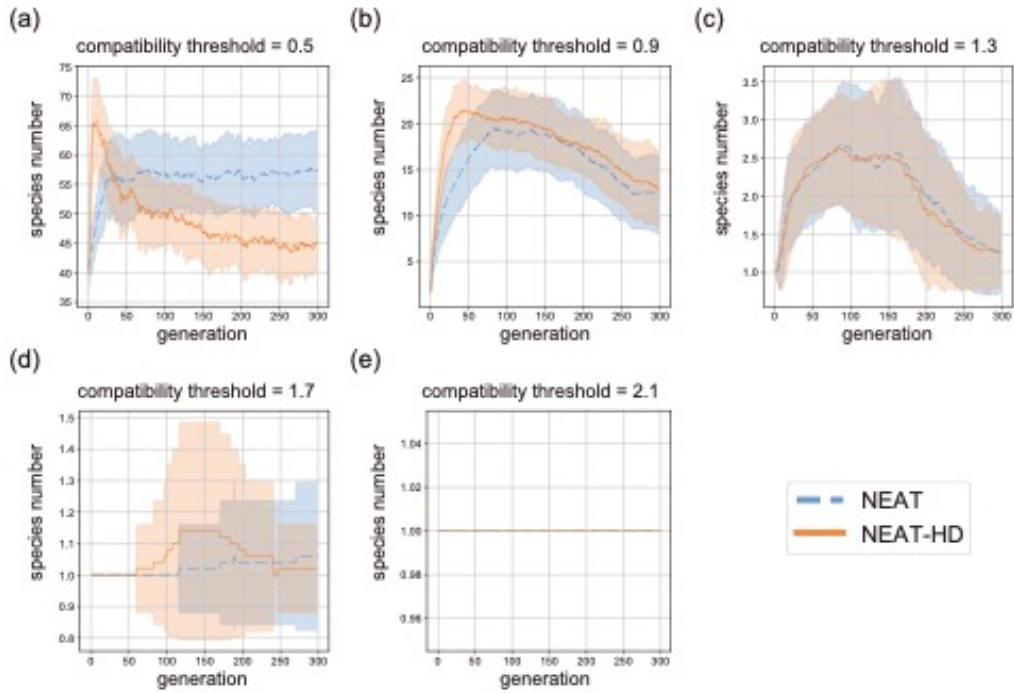 (a)
compatibility threshold = 0.5
75
70
65
60
55
50
45
40
35
species number
0 50 100 150 200 250 300
generation
(b)
compatibility threshold = 0.9
25
20
15
10
5
species number
0 50 100 150 200 250 300
generation
(c)
compatibility threshold = 1.3
3.5
3.0
2.5
2.0
1.5
1.0
species number
0 50 100 150 200 250 300
generation
(d)
compatibility threshold = 1.7
1.5
1.4
1.3
1.2
1.1
1.0
0.9
0.8
species number
0 50 100 150 200 250 300
generation
(e)
compatibility threshold = 2.1
1.04
1.02
1.00
0.98
0.96
species number
0 50 100 150 200 250 300
generation
NEAT
NEAT-HD